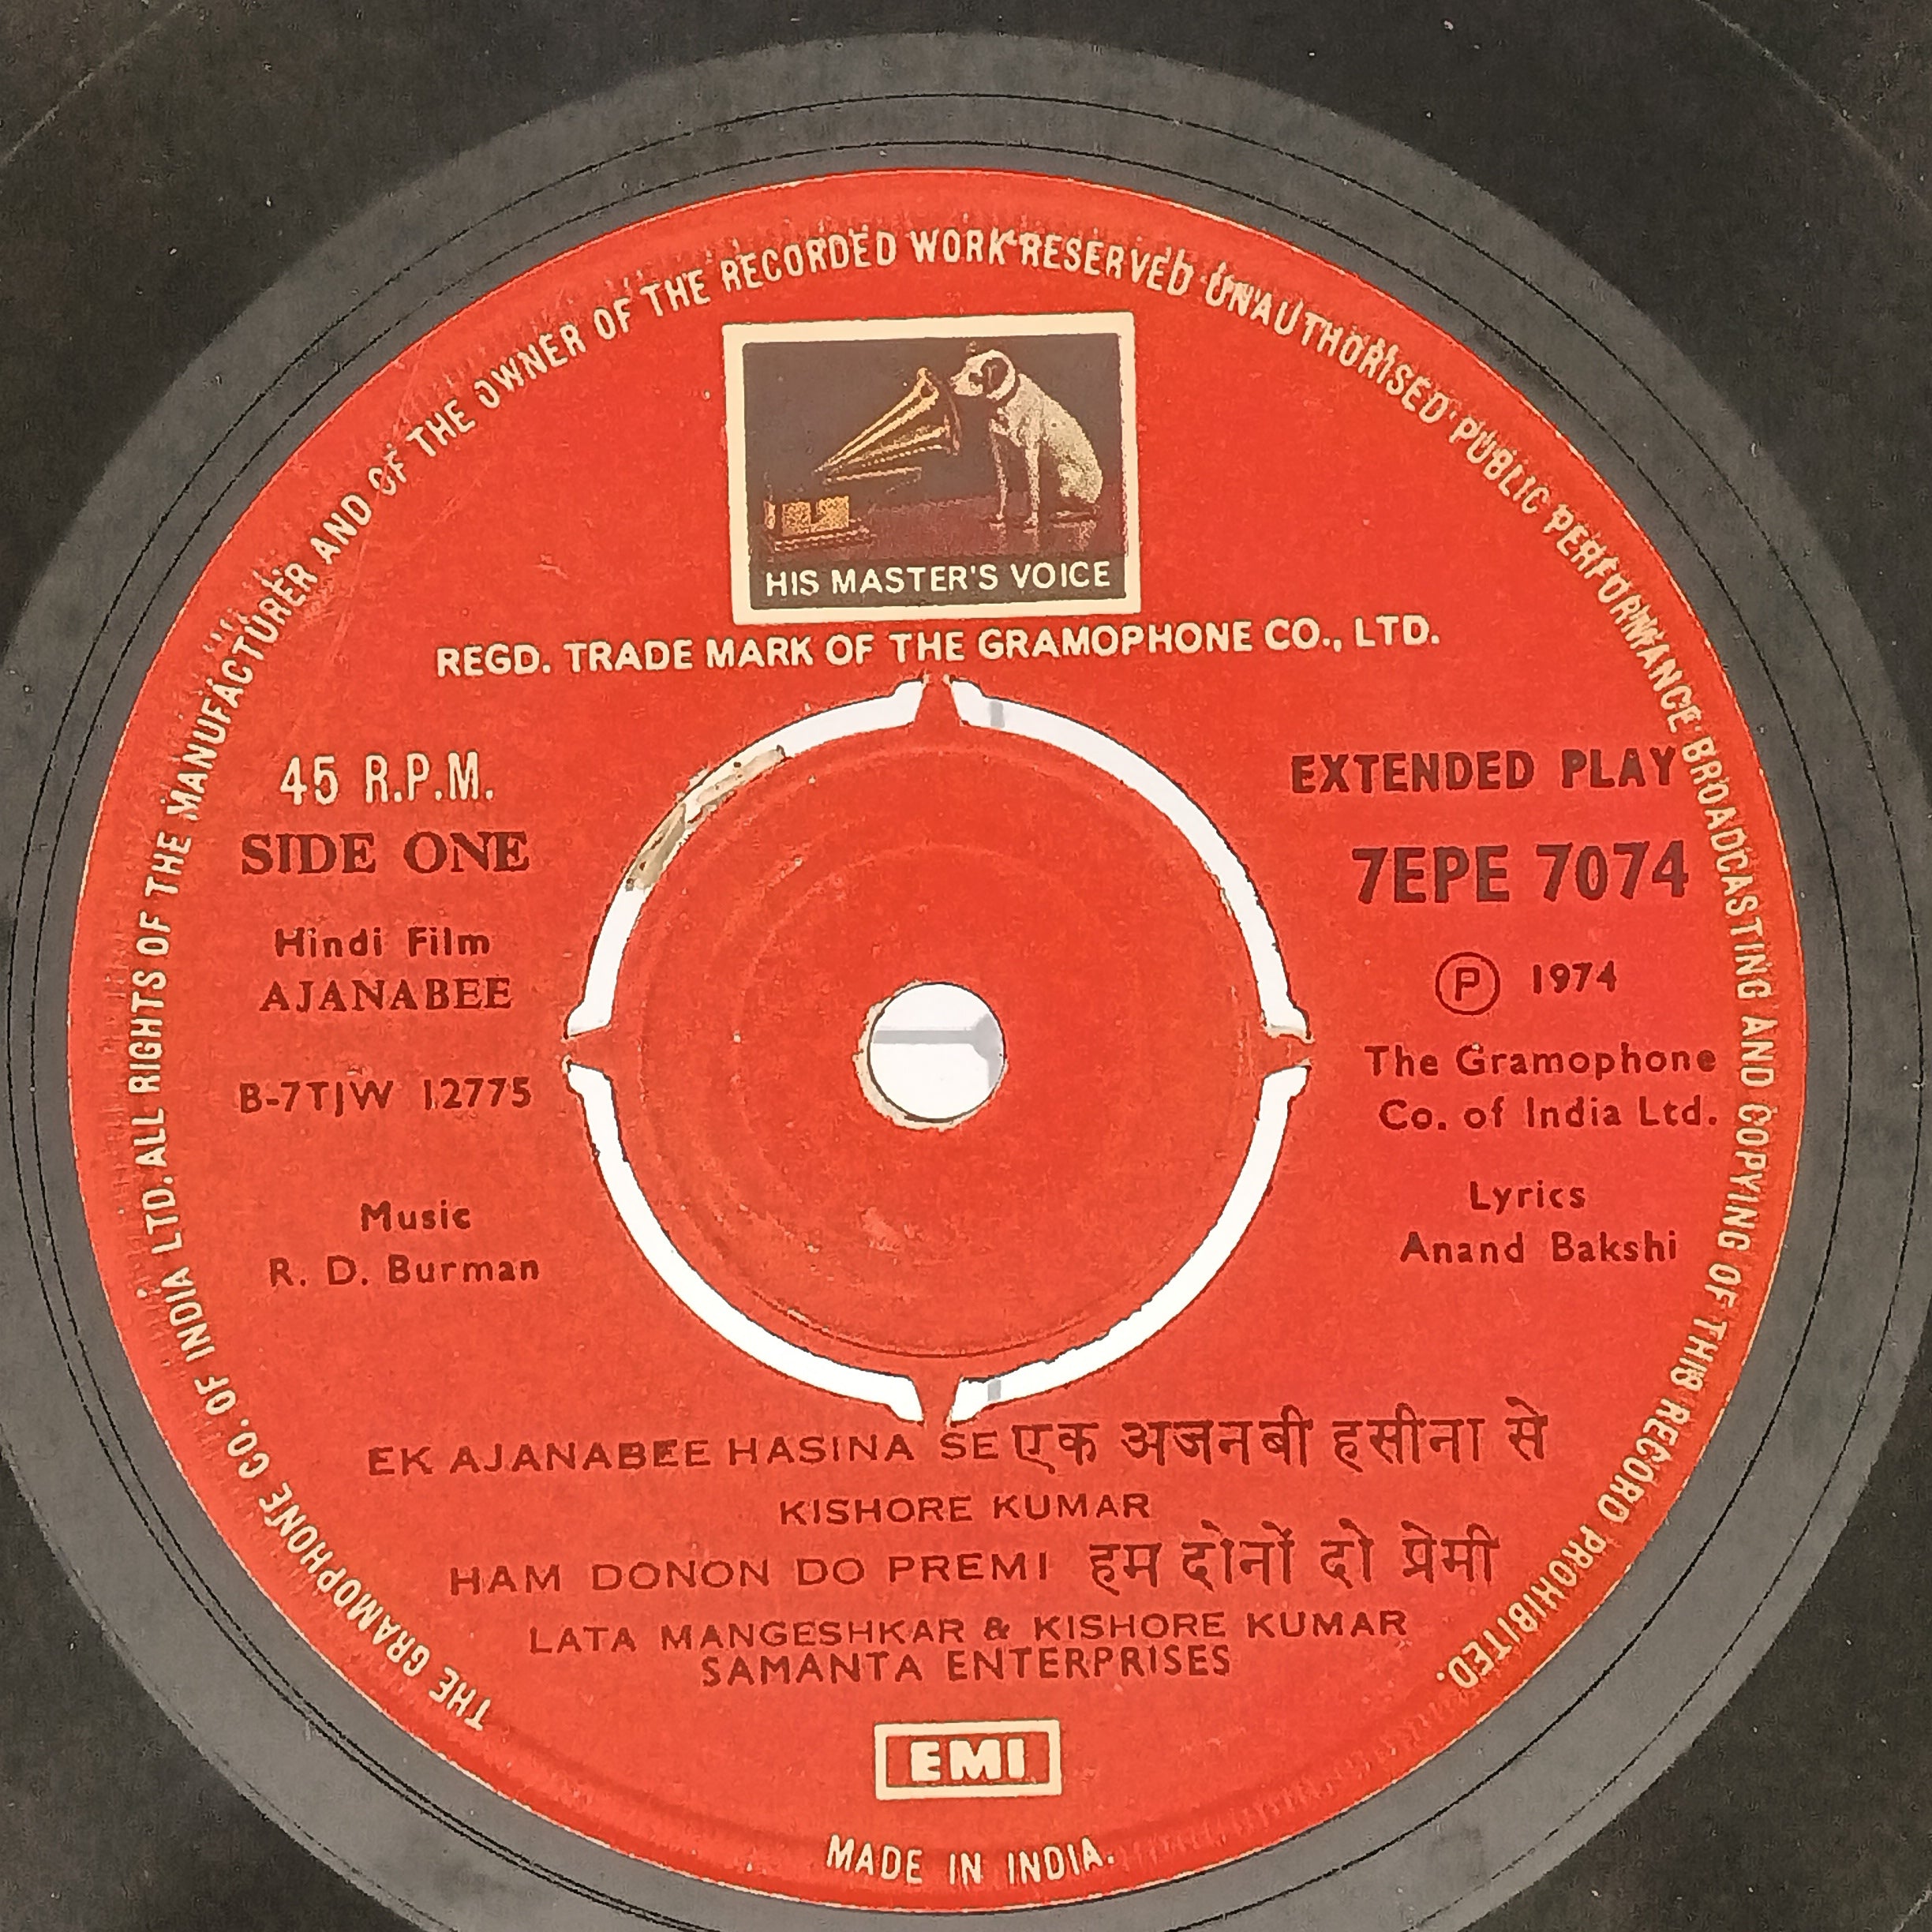 THE GRAMOPHONE CO. OF INDIA LTD. ALL RIGHTS OF THE MANUFACTURER AND OF THE OWNER OF THE RECORDED WORK RESERVED UNAUTHORISED PUBLIC PERFORMANCE BROADCASTING AND COPYING OF THIS RECORD PROHIBITED.
HIS MASTER'S VOICE
REGD. TRADE MARK OF THE GRAMOPHONE CO., LTD.
45 R.P.M.
SIDE ONE
Hindi Film
AJANABEE
B-7TJW 12775
Music
R. D. Burman
EXTENDED PLAY
7EPE 7074
Ⓟ 1974
The Gramophone
Co. of India Ltd.
Lyrics
Anand Bakshi
EK AJANABEE HASINA SE एक अजनबी हसीना से
KISHORE KUMAR
HAM DONON DO PREMI हम दोनों दो प्रेमी
LATA MANGESHKAR & KISHORE KUMAR
SAMANTA ENTERPRISES
EMI
MADE IN INDIA.